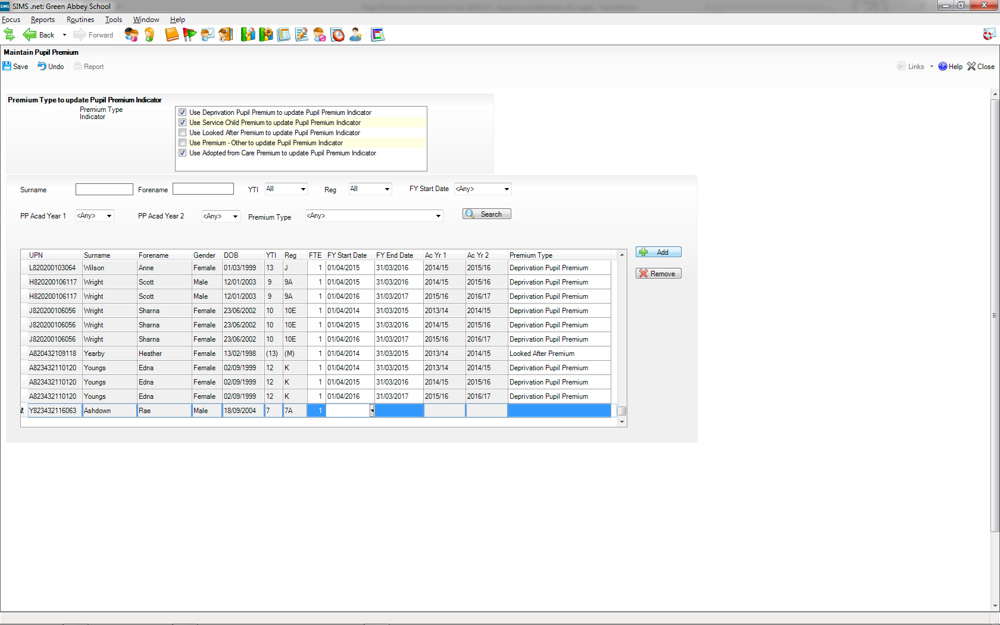 SIMS SIMS .net: Green Abbey School
Focus Reports Routines Tools Window Help
Back Forward
Maintain Pupil Premium
Save Undo Report Links Help Close
Premium Type to update Pupil Premium Indicator
Premium Type
Indicator
Use Deprivation Pupil Premium to update Pupil Premium Indicator
Use Service Child Premium to update Pupil Premium Indicator
Use Looked After Premium to update Pupil Premium Indicator
Use Premium - Other to update Pupil Premium Indicator
Use Adopted from Care Premium to update Pupil Premium Indicator
Surname Forename YTI All Reg All FY Start Date <Any>
PP Acad Year 1 <Any> PP Acad Year 2 <Any> Premium Type <Any> Search
UPN Surname Forename Gender DOB YTI Reg FTE FY Start Date FY End Date Ac Yr 1 Ac Yr 2 Premium Type Add
L820200103064 Wilson Anne Female 01/03/1999 13 J 1 01/04/2015 31/03/2016 2014/15 2015/16 Deprivation Pupil Premium
Remove
H820200106117 Wright Scott Male 12/01/2003 9 9A 1 01/04/2015 31/03/2016 2014/15 2015/16 Deprivation Pupil Premium
H820200106117 Wright Scott Male 12/01/2003 9 9A 1 01/04/2016 31/03/2017 2015/16 2016/17 Deprivation Pupil Premium
J820200106056 Wright Sharna Female 23/06/2002 10 10E 1 01/04/2014 31/03/2015 2013/14 2014/15 Deprivation Pupil Premium
J820200106056 Wright Sharna Female 23/06/2002 10 10E 1 01/04/2015 31/03/2016 2014/15 2015/16 Deprivation Pupil Premium
J820200106056 Wright Sharna Female 23/06/2002 10 10E 1 01/04/2016 31/03/2017 2015/16 2016/17 Deprivation Pupil Premium
A820432109118 Yearby Heather Female 13/02/1998 (13) (M) 1 01/04/2014 31/03/2015 2013/14 2014/15 Looked After Premium
A823432110120 Youngs Edna Female 02/09/1999 12 K 1 01/04/2014 31/03/2015 2013/14 2014/15 Deprivation Pupil Premium
A823432110120 Youngs Edna Female 02/09/1999 12 K 1 01/04/2015 31/03/2016 2014/15 2015/16 Deprivation Pupil Premium
A823432110120 Youngs Edna Female 02/09/1999 12 K 1 01/04/2016 31/03/2017 2015/16 2016/17 Deprivation Pupil Premium
Y823432116063 Ashdown Rae Male 18/09/2004 7 7A 1